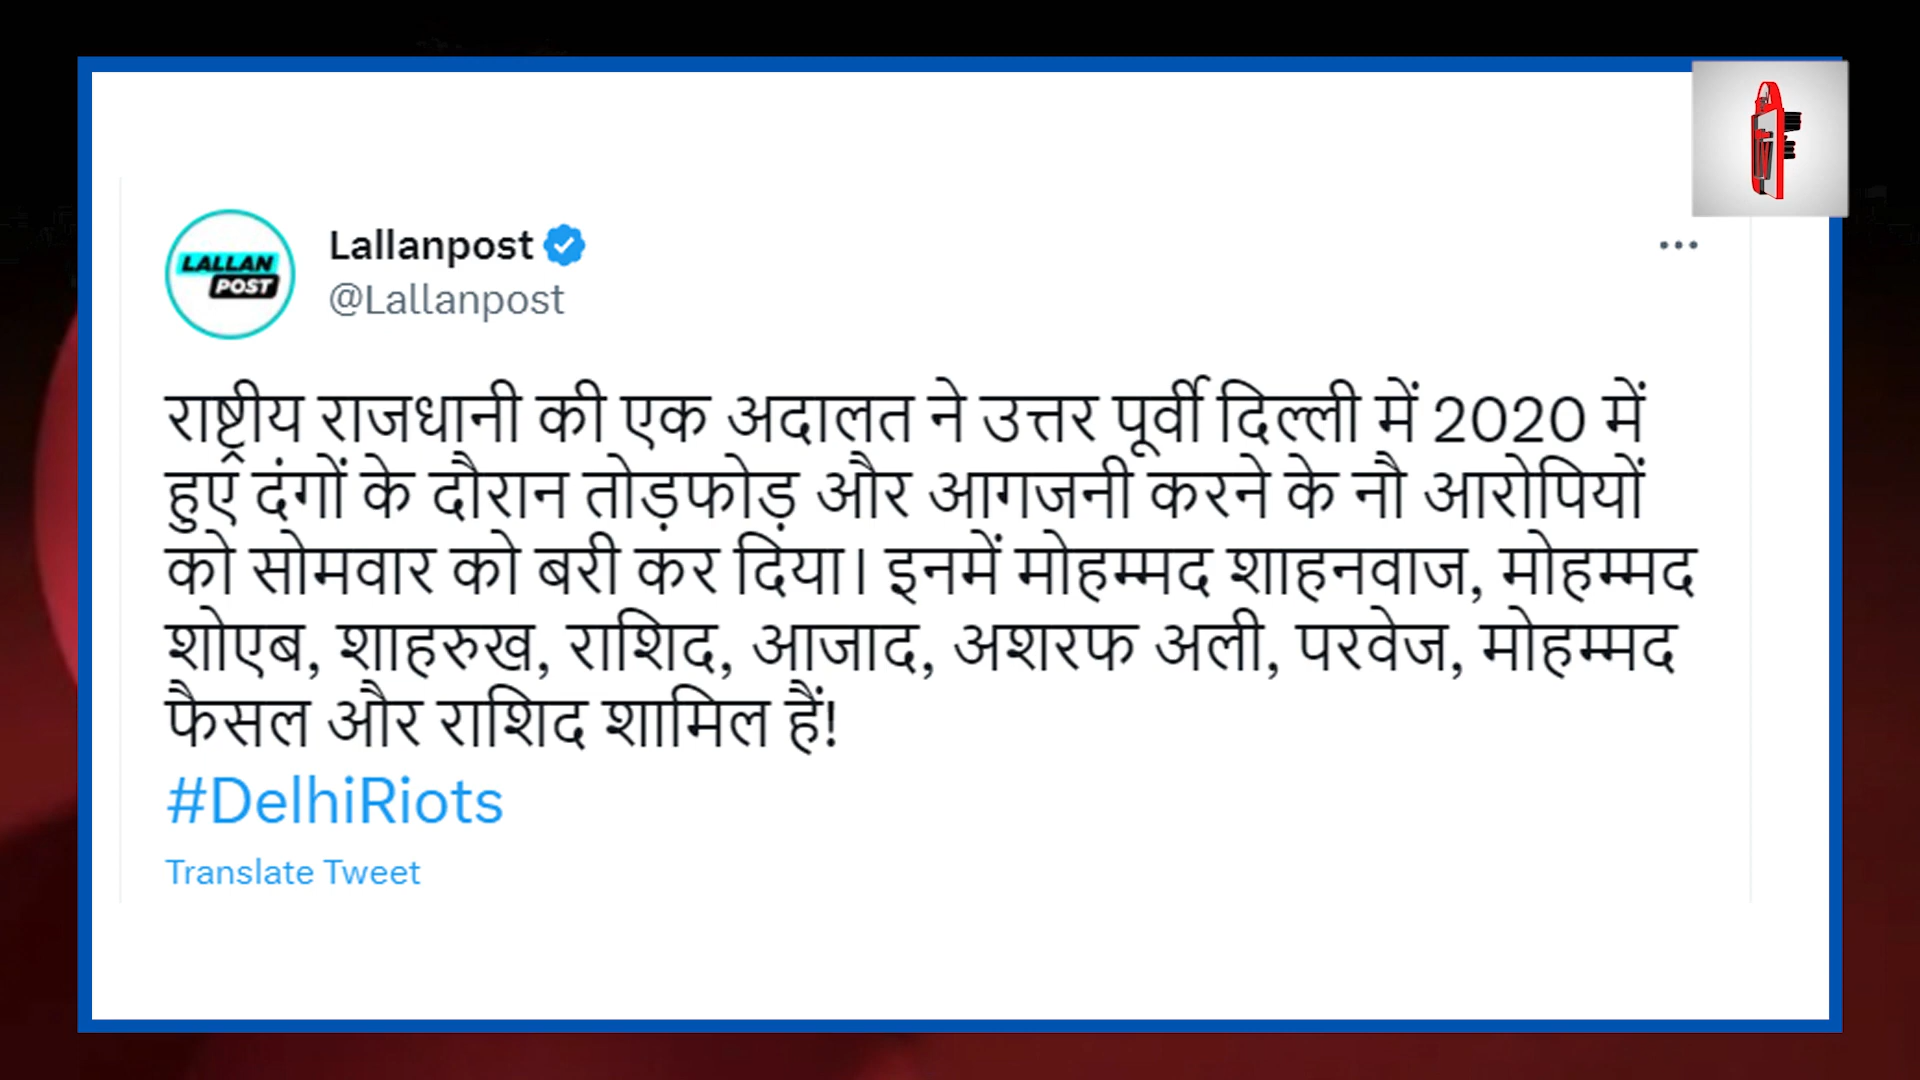 LALLAN
POST
Lallanpost
@Lallanpost
राष्ट्रीय राजधानी की एक अदालत ने उत्तर पूर्वी दिल्ली में 2020 में
हुए दंगों के दौरान तोड़फोड़ और आगजनी करने के नौ आरोपियों
को सोमवार को बरी कर दिया। इनमें मोहम्मद शाहनवाज, मोहम्मद
शोएब, शाहरुख, राशिद, आजाद, अशरफ अली, परवेज, मोहम्मद
फैसल और राशिद शामिल हैं!
#DelhiRiots
Translate Tweet